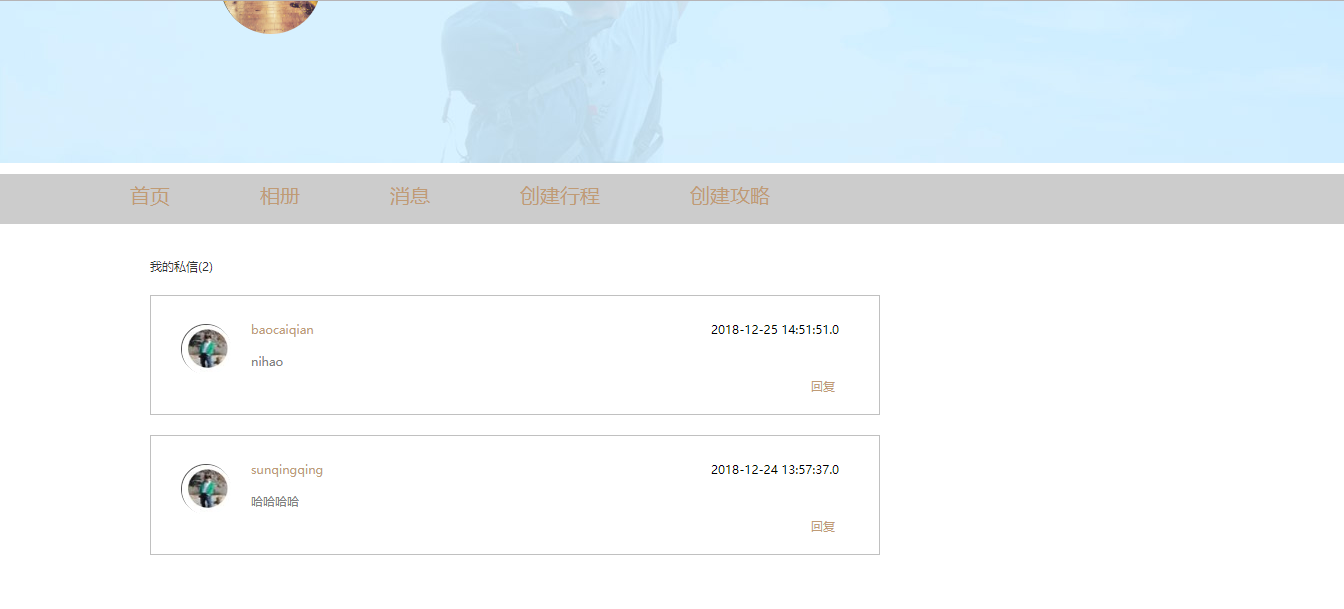 首页 相册 消息 创建行程 创建攻略
我的私信(2)
baocaiqian 2018-12-25 14:51:51.0
nihao
回复
sunqingqing 2018-12-24 13:57:37.0
哈哈哈哈
回复